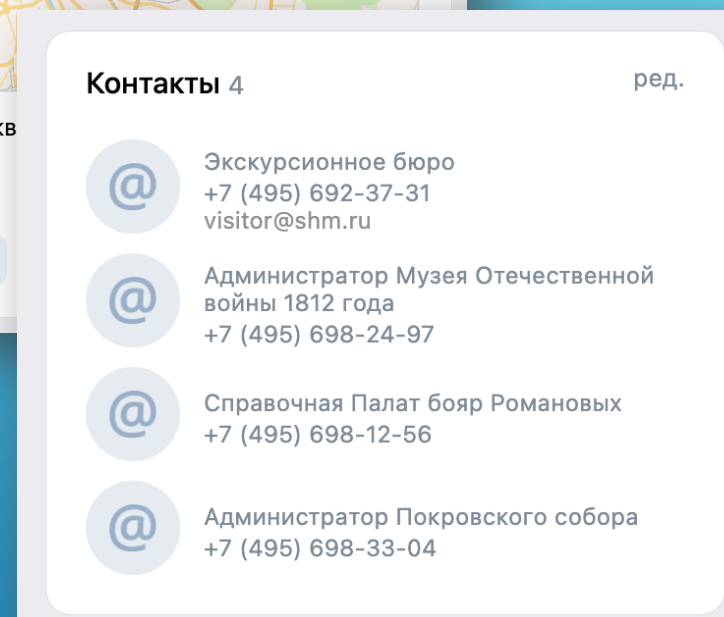 Контакты 4
ред.
кв
@
Экскурсионное бюро
+7 (495) 692-37-31
visitor@shm.ru
@
Администратор Музея Отечественной
войны 1812 года
+7 (495) 698-24-97
@
Справочная Палат бояр Романовых
+7 (495) 698-12-56
@
Администратор Покровского собора
+7 (495) 698-33-04